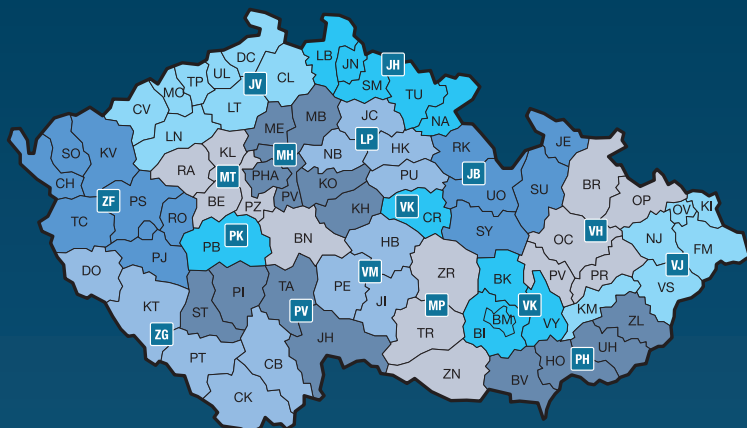 DC
LB
JN
JH
UL
TP
JV
CL
SM
MO
TU
CV
LT
MB
JC
NA
LN
ME
LP
JE
SO
KV
KL
MH
NB
HK
RK
RA
MT
PHA
BR
CH
KO
PU
JB
SU
OP
ZF
PS
BE
PZ
PV
UO
OV
KI
TC
RO
KH
VK
CR
PK
PB
BN
HB
SY
OC
VH
NJ
FM
PJ
VJ
DO
VM
ZR
BK
PV
PR
VS
KT
ST
PI
TA
PE
JI
MP
VK
KM
PV
BM
ZL
ZG
JH
TR
BI
VY
PT
CB
HO
PH
UH
ZN
BV
CK